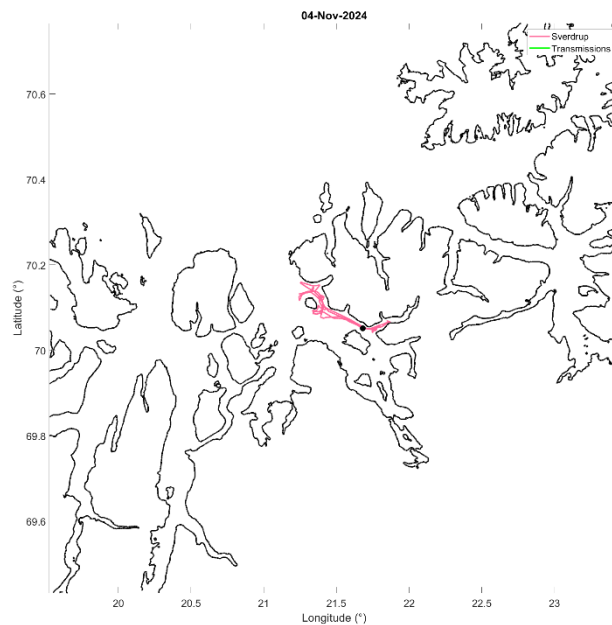 04-Nov-2024
Sverdrup
Transmissions
70.6
70.4
70.2
70
69.8
69.6
Latitude (°)
20
20.5
21
21.5
22
22.5
23
Longitude (°)